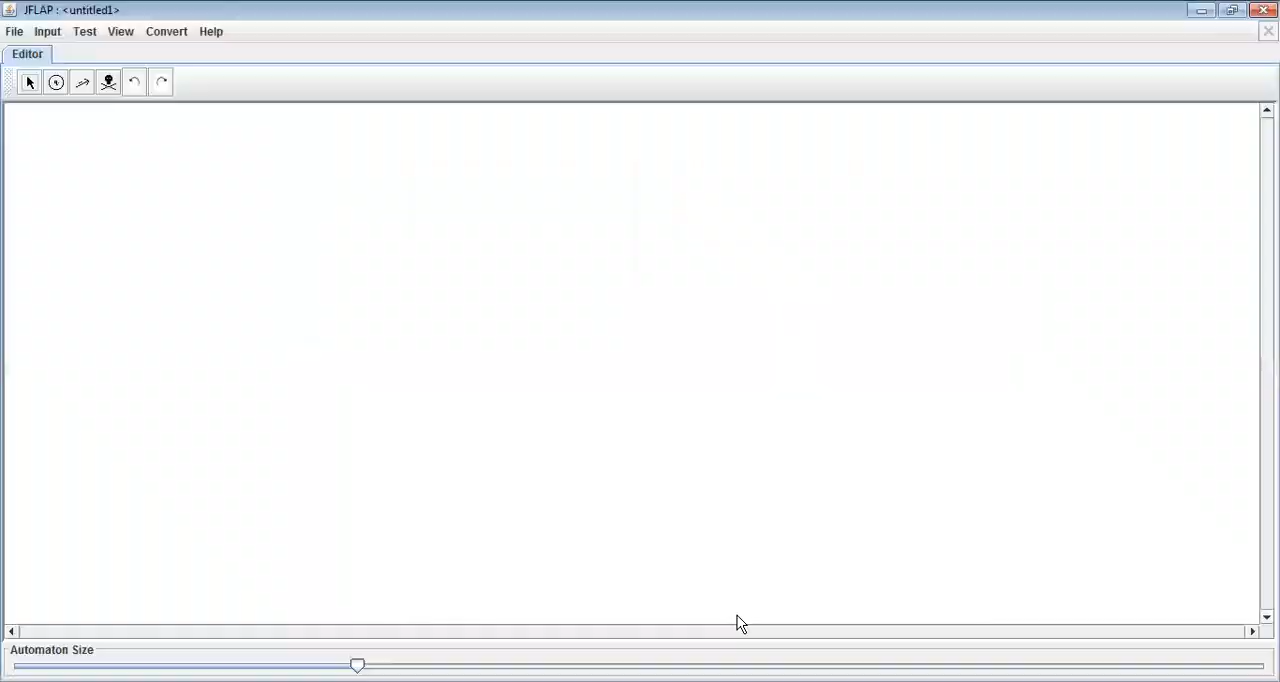 JFLAP : <untitled1>
File Input Test View Convert Help
Editor
Automaton Size